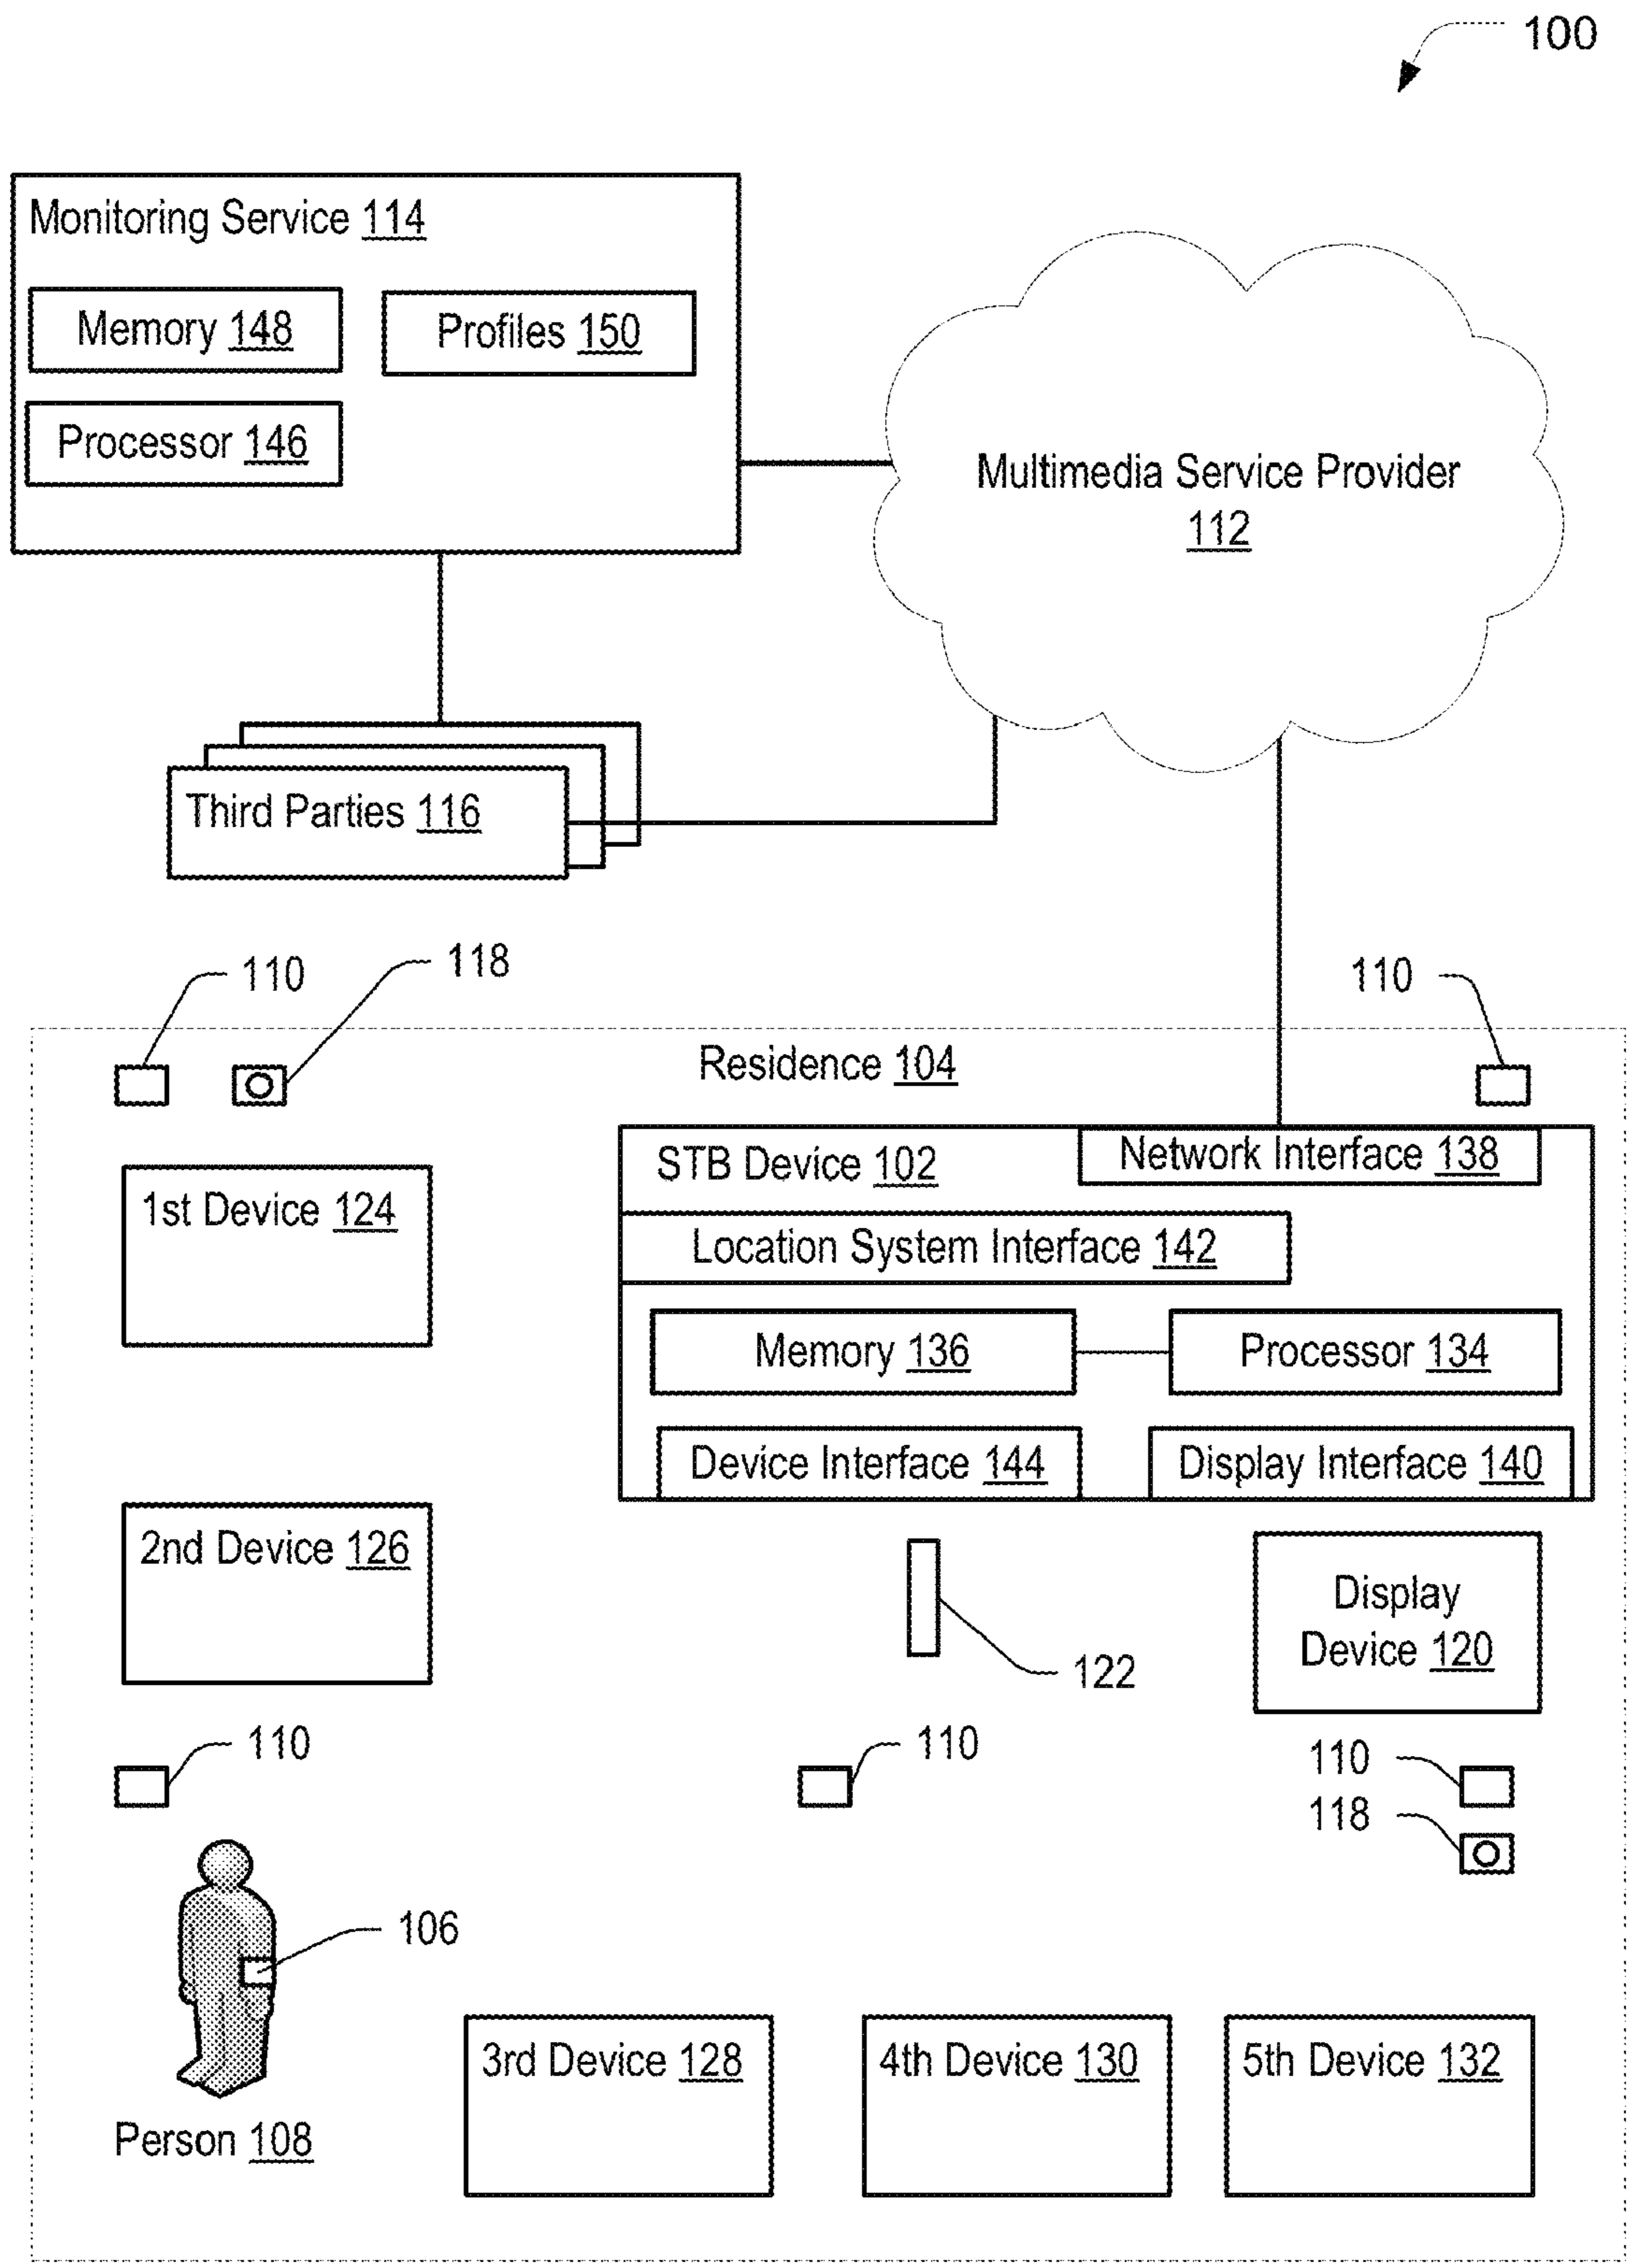 100
Monitoring Service 114
Memory 148
Profiles 150
Processor 146
Multimedia Service Provider
112
Third Parties 116
110
118
110
Residence 104
STB Device 102
Network Interface 138
1st Device 124
Location System Interface 142
Memory 136
Processor 134
Device Interface 144
Display Interface 140
2nd Device 126
Display
Device 120
122
110
110
110
118
106
3rd Device 128
4th Device 130
5th Device 132
Person 108